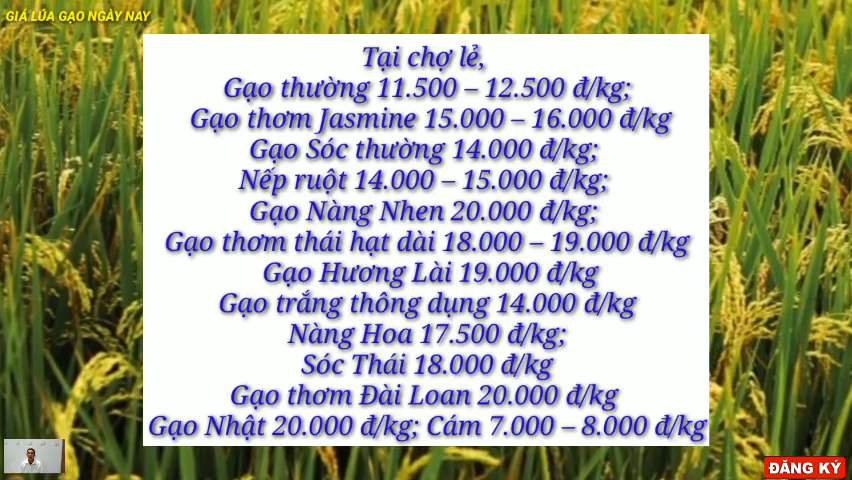 GIÁ LÚA GẠO NGÀY NAY
Tại chợ lẻ,
Gạo thường 11.500 – 12.500 đ/kg;
Gạo thơm Jasmine 15.000 – 16.000 đ/kg
Gạo Sóc thường 14.000 đ/kg;
Nếp ruột 14.000 – 15.000 đ/kg;
Gạo Nàng Nhen 20.000 đ/kg;
Gạo thơm thái hạt dài 18.000 – 19.000 đ/kg
Gạo Hương Lài 19.000 đ/kg
Gạo trắng thông dụng 14.000 đ/kg
Nàng Hoa 17.500 đ/kg;
Sóc Thái 18.000 đ/kg
Gạo thơm Đài Loan 20.000 đ/kg
Gạo Nhật 20.000 đ/kg; Cám 7.000 – 8.000 đ/kg
ĐĂNG KÝ